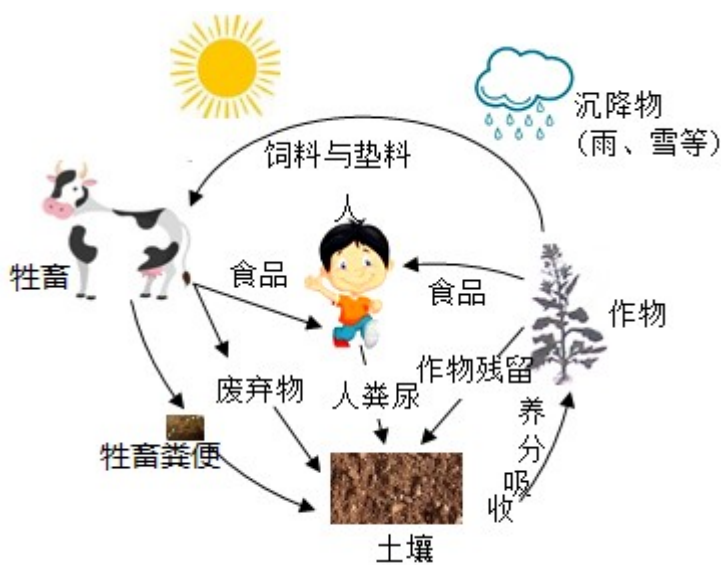 沉降物
(雨、雪等)
饲料与垫料
人
牲畜
食品
食品
作物
废弃物
人粪尿
作物残留
养分吸收
牲畜粪便
土壤